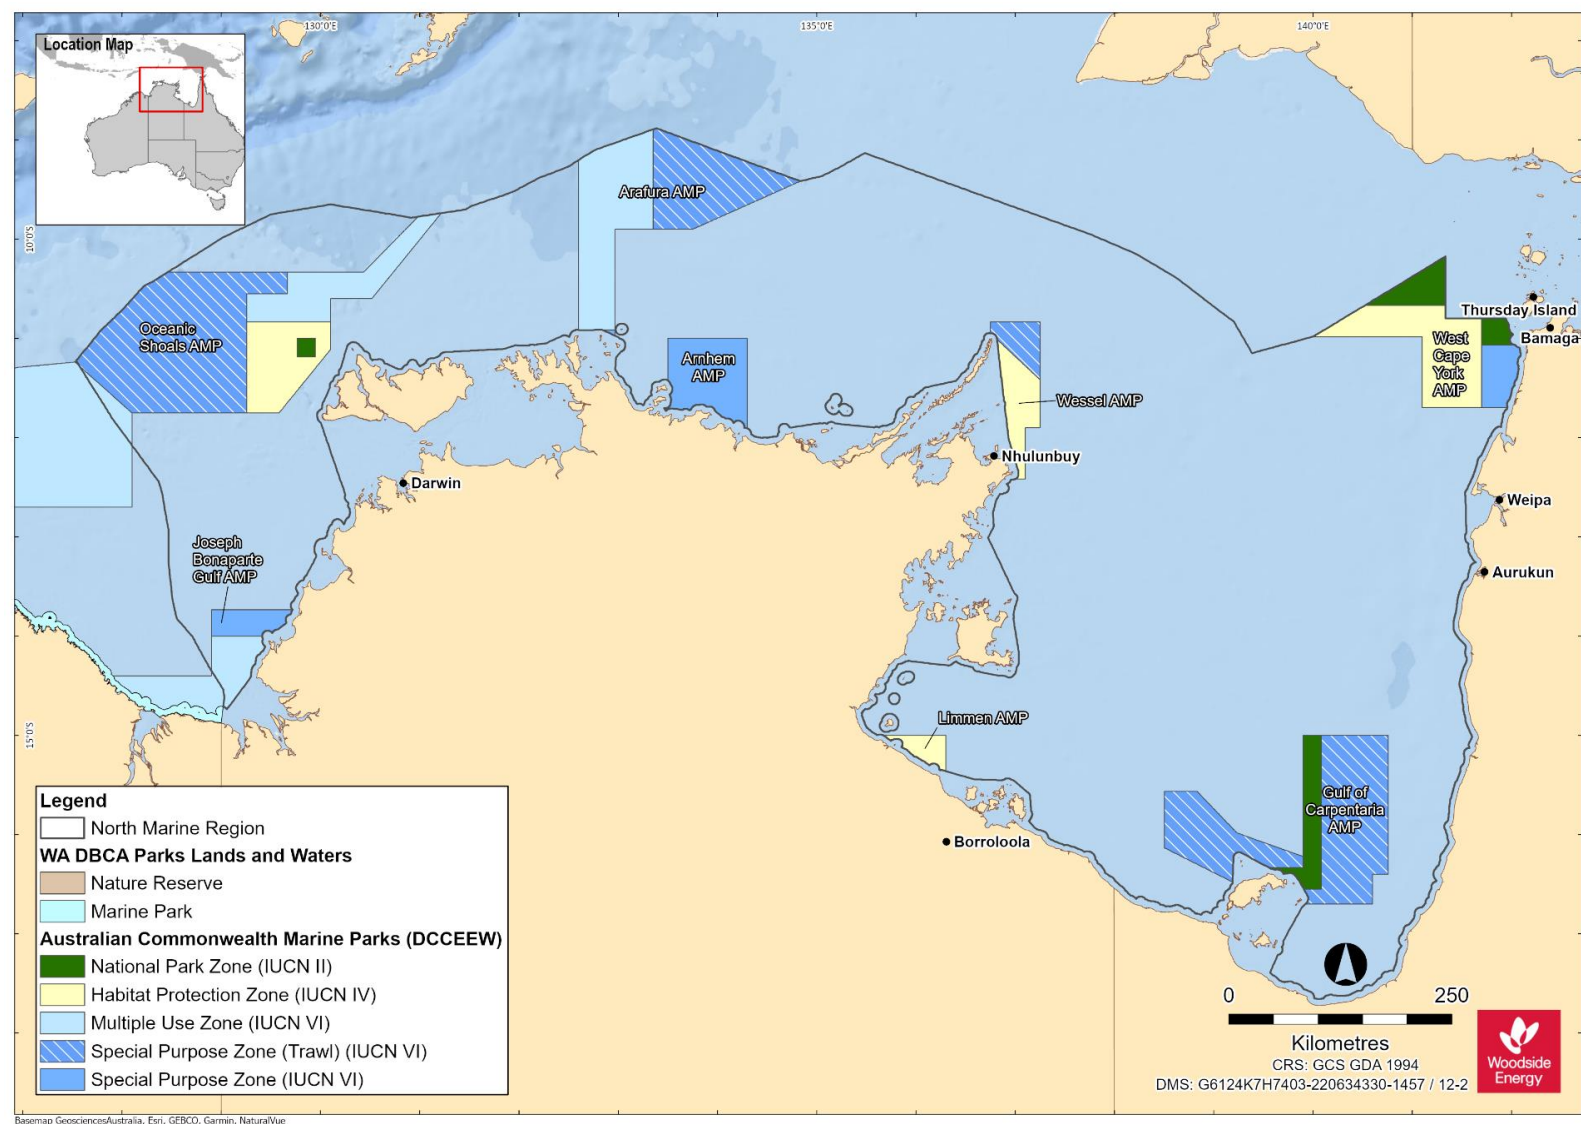 Location Map
130°0'E
135°0'E
140°0'E
10°0'S
15°0'S
Arafura AMP
Oceanic
Shoals AMP
Arnhem
AMP
Wessel AMP
West
Cape
York
AMP
Thursday Island
Bamaga
Nhulunbuy
Darwin
Weipa
Aurukun
Joseph
Bonaparte
Gulf AMP
Limmen AMP
Gulf of
Carpentaria
AMP
Borroloola
Legend
North Marine Region
WA DBCA Parks Lands and Waters
Nature Reserve
Marine Park
Australian Commonwealth Marine Parks (DCCEEW)
National Park Zone (IUCN II)
Habitat Protection Zone (IUCN IV)
Multiple Use Zone (IUCN VI)
Special Purpose Zone (Trawl) (IUCN VI)
Special Purpose Zone (IUCN VI)
0 250
Kilometres
CRS: GCS GDA 1994
DMS: G6124K7H7403-220634330-1457 / 12-2
Woodside
Energy
Basemap GeosciencesAustralia, Esri, GEBCO, Garmin, NaturalVue